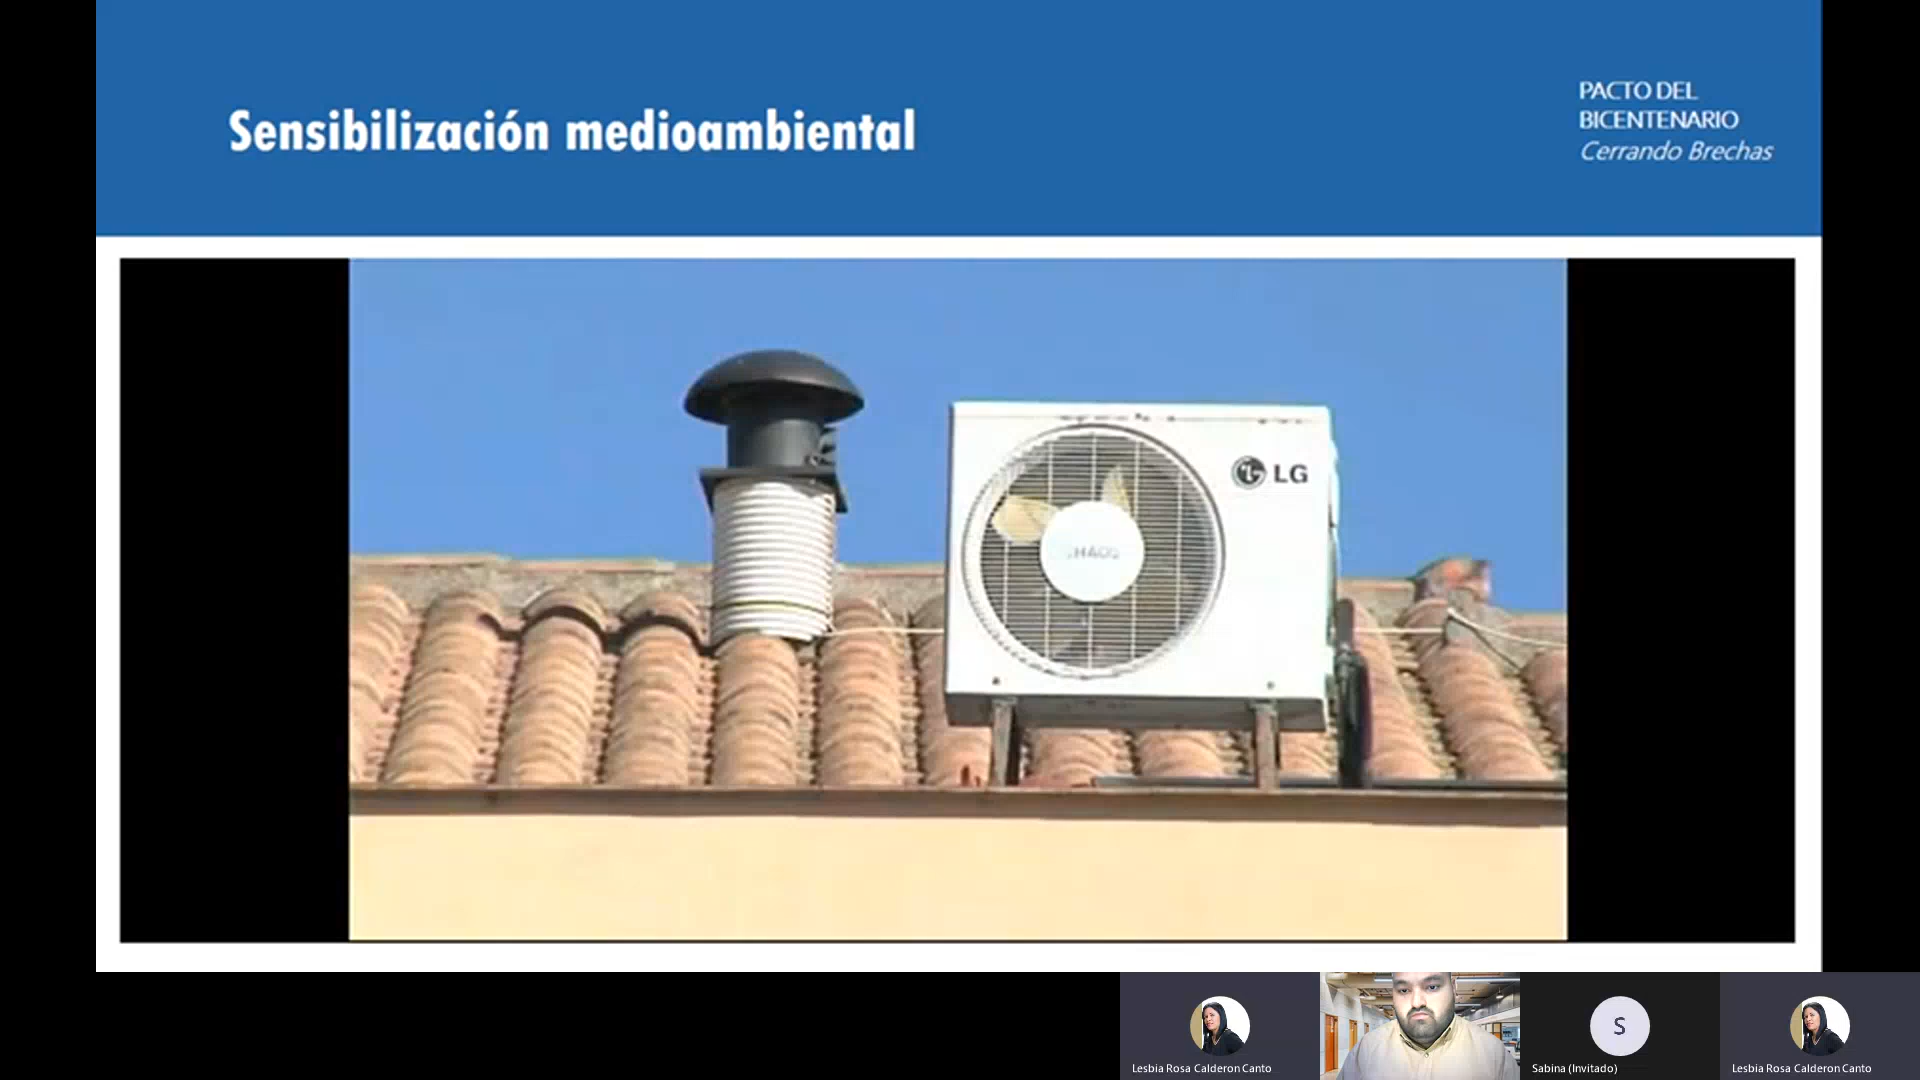 Sensibilización medioambiental
PACTO DEL
BICENTENARIO
Cerrando Brechas
LG
Lesbia Rosa Calderon Canto
S
Sabina (Invitado)
Lesbia Rosa Calderon Canto